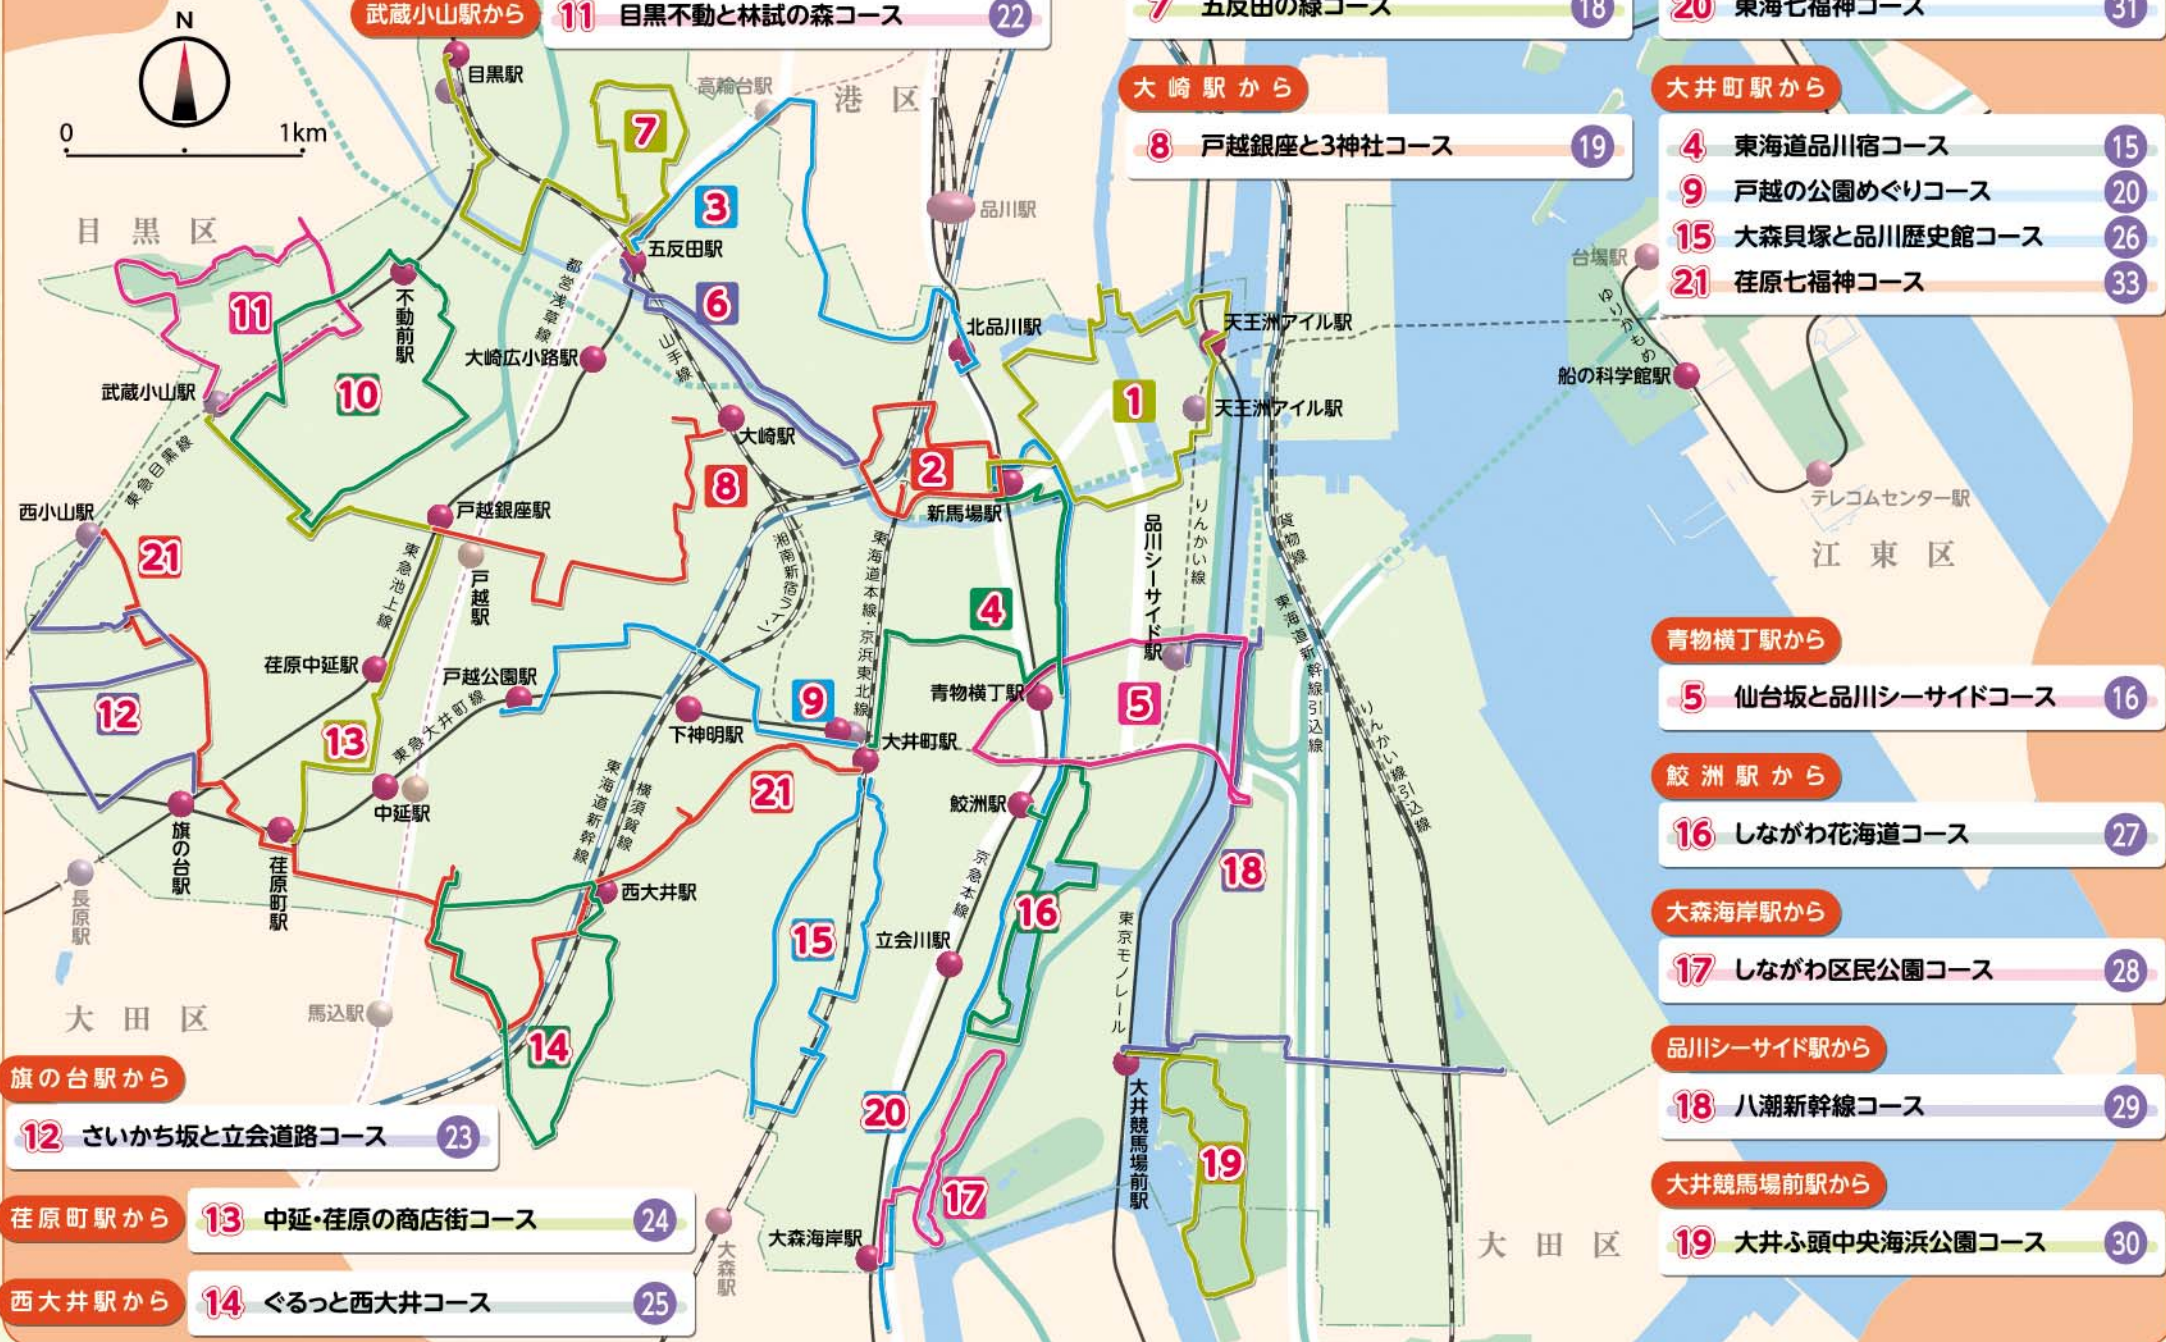 武蔵小山駅から
11 目黒不動と林試の森コース 22
7 五反田の緑コース 18
20 東海七福神コース 31
大崎駅から
8 戸越銀座と3神社コース 19
大井町駅から
4 東海道品川宿コース 15
9 戸越の公園めぐりコース 20
15 大森貝塚と品川歴史館コース 26
21 荏原七福神コース 33
青物横丁駅から
5 仙台坂と品川シーサイドコース 16
鮫洲駅から
16 しながわ花海道コース 27
大森海岸駅から
17 しながわ区民公園コース 28
品川シーサイド駅から
18 八潮新幹線コース 29
大井競馬場前駅から
19 大井ふ頭中央海浜公園コース 30
旗の台駅から
12 さいかち坂と立会道路コース 23
荏原町駅から
13 中延・荏原の商店街コース 24
西大井駅から
14 ぐるっと西大井コース 25
N
0 1km
目黒駅
高輪台駅
港区
7
3
品川駅
目黒区
五反田駅
11
不動前駅
都営浅草線
6
山手線
大崎広小路駅
北品川駅
天王洲アイル駅
台場駅
ゆりかもめ
船の科学館駅
武蔵小山駅
10
1
天王洲アイル駅
大崎駅
東急目黒線
8
2
新馬場駅
テレコムセンター駅
江東区
西小山駅
21
戸越銀座駅
戸越駅
東急池上線
湘南新宿ライン
東海道本線・京浜東北線
4
品川シーサイド駅
りんかい線
貨物線
東海道新幹線引込線
りんかい線引込線
荏原中延駅
戸越公園駅
東急大井町線
12
13
9
下神明駅
大井町駅
青物横丁駅
5
中延駅
21
東海道新幹線
横須賀線
鮫洲駅
旗の台駅
荏原町駅
長原駅
西大井駅
京急本線
16
18
15
立会川駅
東京モノレール
大田区
馬込駅
14
20
17
大井競馬場前駅
19
大森駅
大森海岸駅
大田区